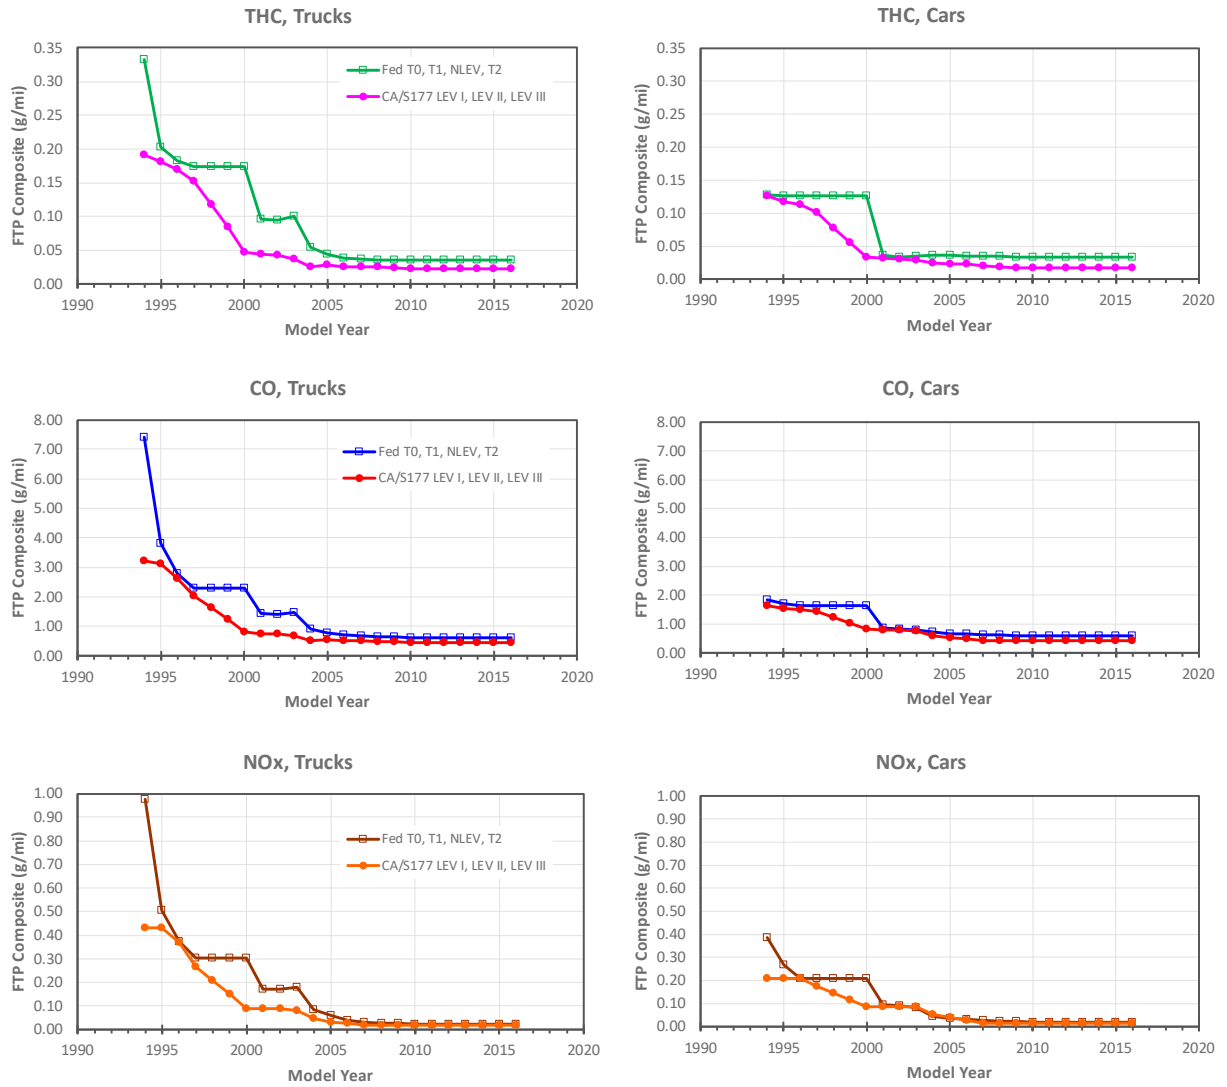 THC, Trucks
FTP Composite (g/mi)
0.35
0.30
0.25
0.20
0.15
0.10
0.05
0.00
Fed T0, T1, NLEV, T2
CA/S177 LEV I, LEV II, LEV III
1990 1995 2000 2005 2010 2015 2020
Model Year
THC, Cars
FTP Composite (g/mi)
0.35
0.30
0.25
0.20
0.15
0.10
0.05
0.00
1990 1995 2000 2005 2010 2015 2020
Model Year
CO, Trucks
FTP Composite (g/mi)
8.00
7.00
6.00
5.00
4.00
3.00
2.00
1.00
0.00
Fed T0, T1, NLEV, T2
CA/S177 LEV I, LEV II, LEV III
1990 1995 2000 2005 2010 2015 2020
Model Year
CO, Cars
FTP Composite (g/mi)
8.00
7.00
6.00
5.00
4.00
3.00
2.00
1.00
0.00
1990 1995 2000 2005 2010 2015 2020
Model Year
NOx, Trucks
FTP Composite (g/mi)
1.00
0.90
0.80
0.70
0.60
0.50
0.40
0.30
0.20
0.10
0.00
Fed T0, T1, NLEV, T2
CA/S177 LEV I, LEV II, LEV III
1990 1995 2000 2005 2010 2015 2020
Model Year
NOx, Cars
FTP Composite (g/mi)
1.00
0.90
0.80
0.70
0.60
0.50
0.40
0.30
0.20
0.10
0.00
1990 1995 2000 2005 2010 2015 2020
Model Year